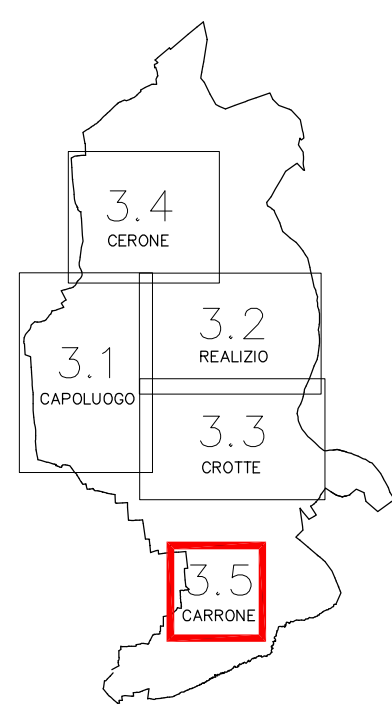 3.4
CERONE
3.2
REALIZIO
3.1
CAPOLUOGO
3.3
CROTTE
3.5
CARRONE